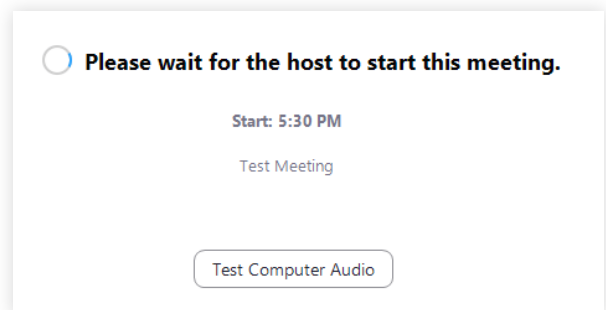 Please wait for the host to start this meeting.
Start: 5:30 PM
Test Meeting
Test Computer Audio